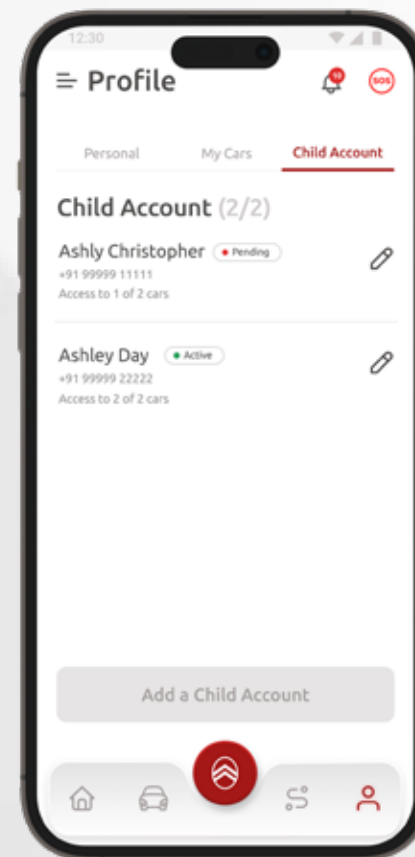 12:30
Profile
10
SOS
Personal
My Cars
Child Account
Child Account (2/2)
Ashly Christopher
Pending
+91 99999 11111
Access to 1 of 2 cars
Ashley Day
Active
+91 99999 22222
Access to 2 of 2 cars
Add a Child Account